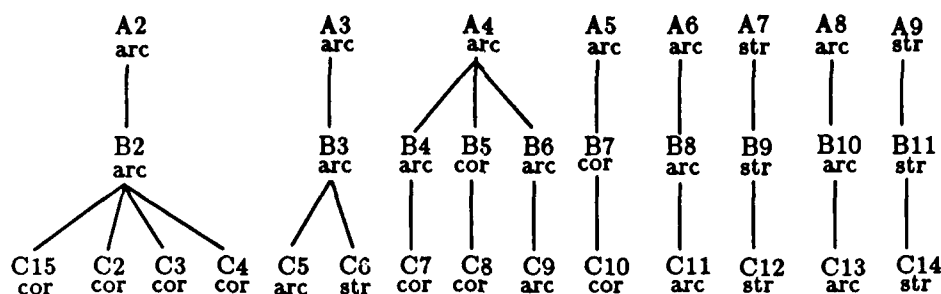 A2 A3 A4 A5 A6 A7 A8 A9
arc arc arc arc arc str arc str
B2 B3 B4 B5 B6 B7 B8 B9 B10 B11
arc arc arc cor arc cor arc str arc str
C15 C2 C3 C4 C5 C6 C7 C8 C9 C10 C11 C12 C13 C14
cor cor cor cor arc str cor cor arc cor arc str arc str